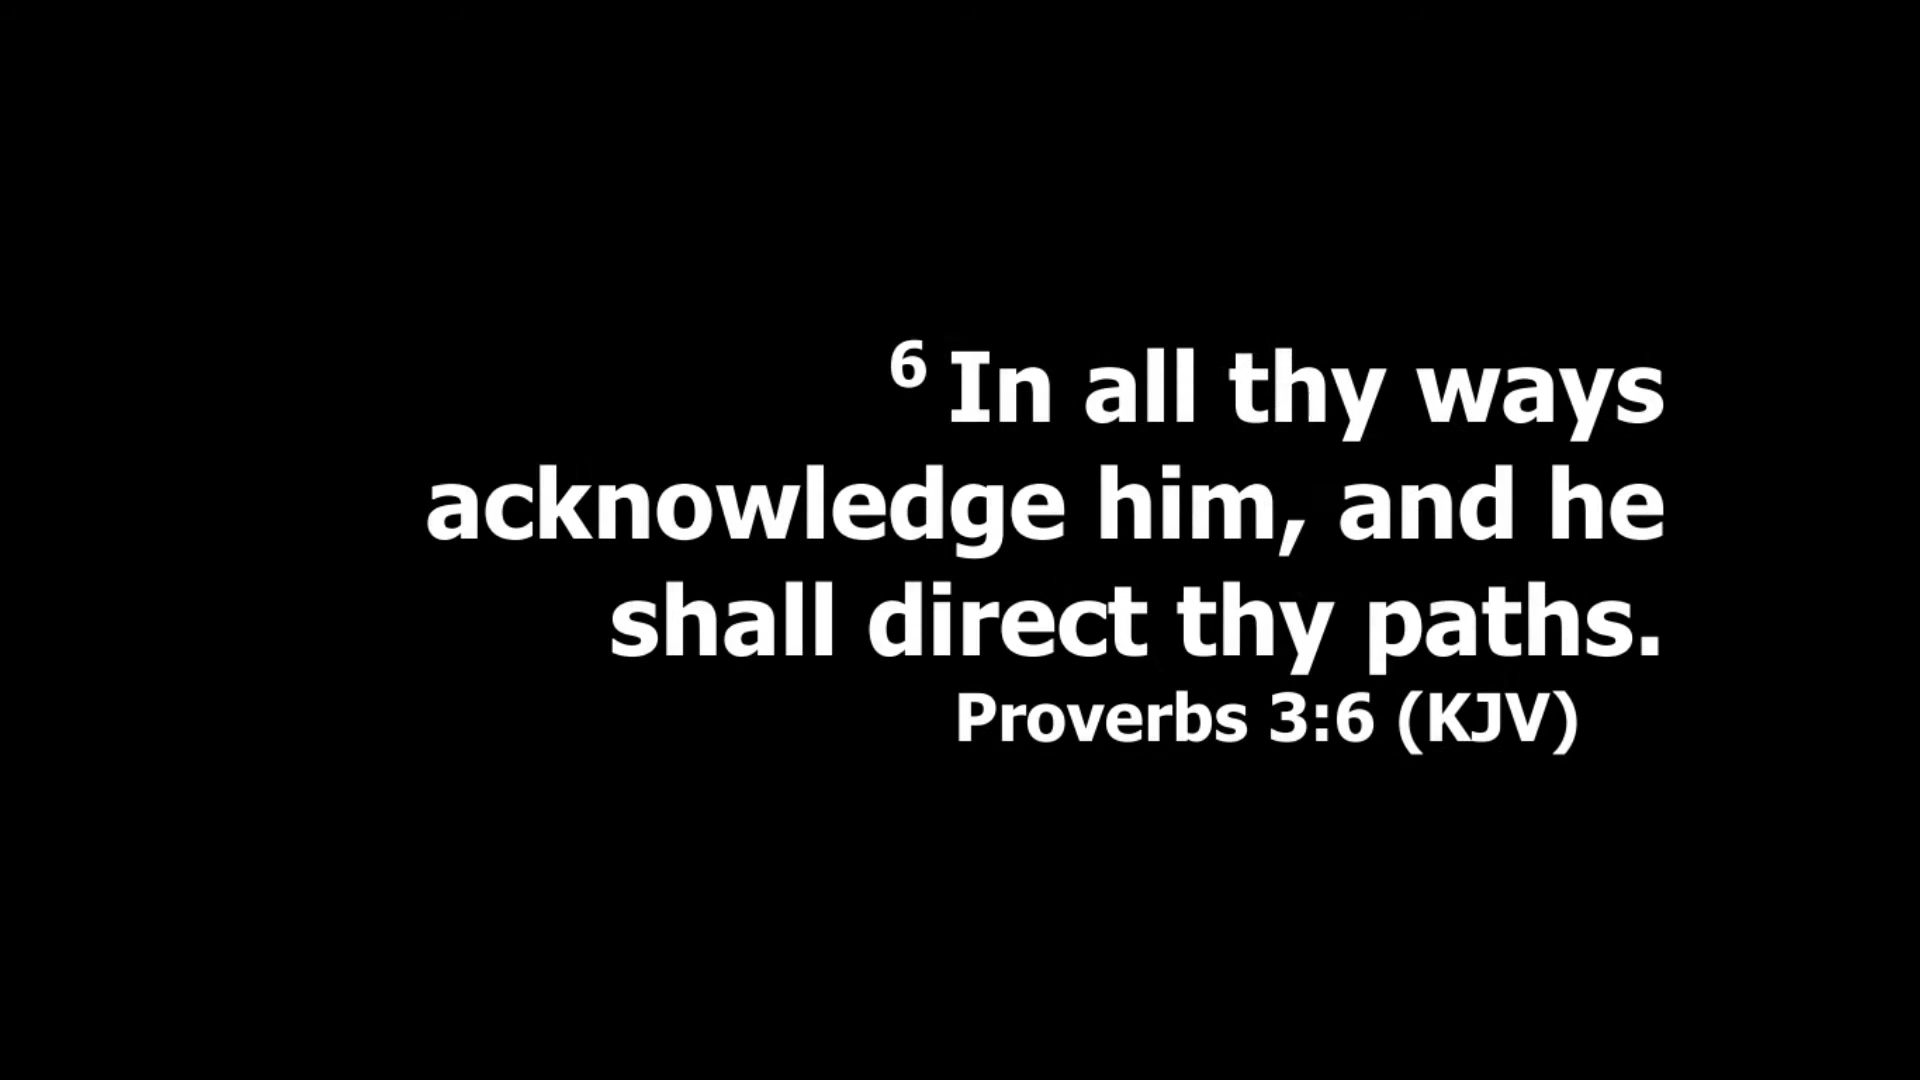 6 In all thy ways
acknowledge him, and he
shall direct thy paths.
Proverbs 3:6 (KJV)